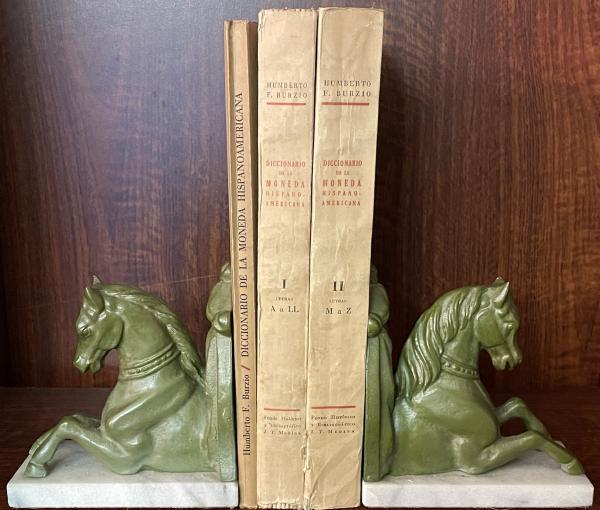 Humberto F. Burzio / DICCIONARIO DE LA MONEDA HISPANOAMERICANA
HUMBERTO
F. BURZIO
DICCIONARIO
DE LA
MONEDA
HISPANO-
AMERICANA
I
LETRAS
A a LL
Fondo Histórico
y Bibliográfico
J. T. Medina
HUMBERTO
F. BURZIO
DICCIONARIO
DE LA
MONEDA
HISPANO-
AMERICANA
II
LETRAS
M a Z
Fondo Histórico
y Bibliográfico
J. T. Medina